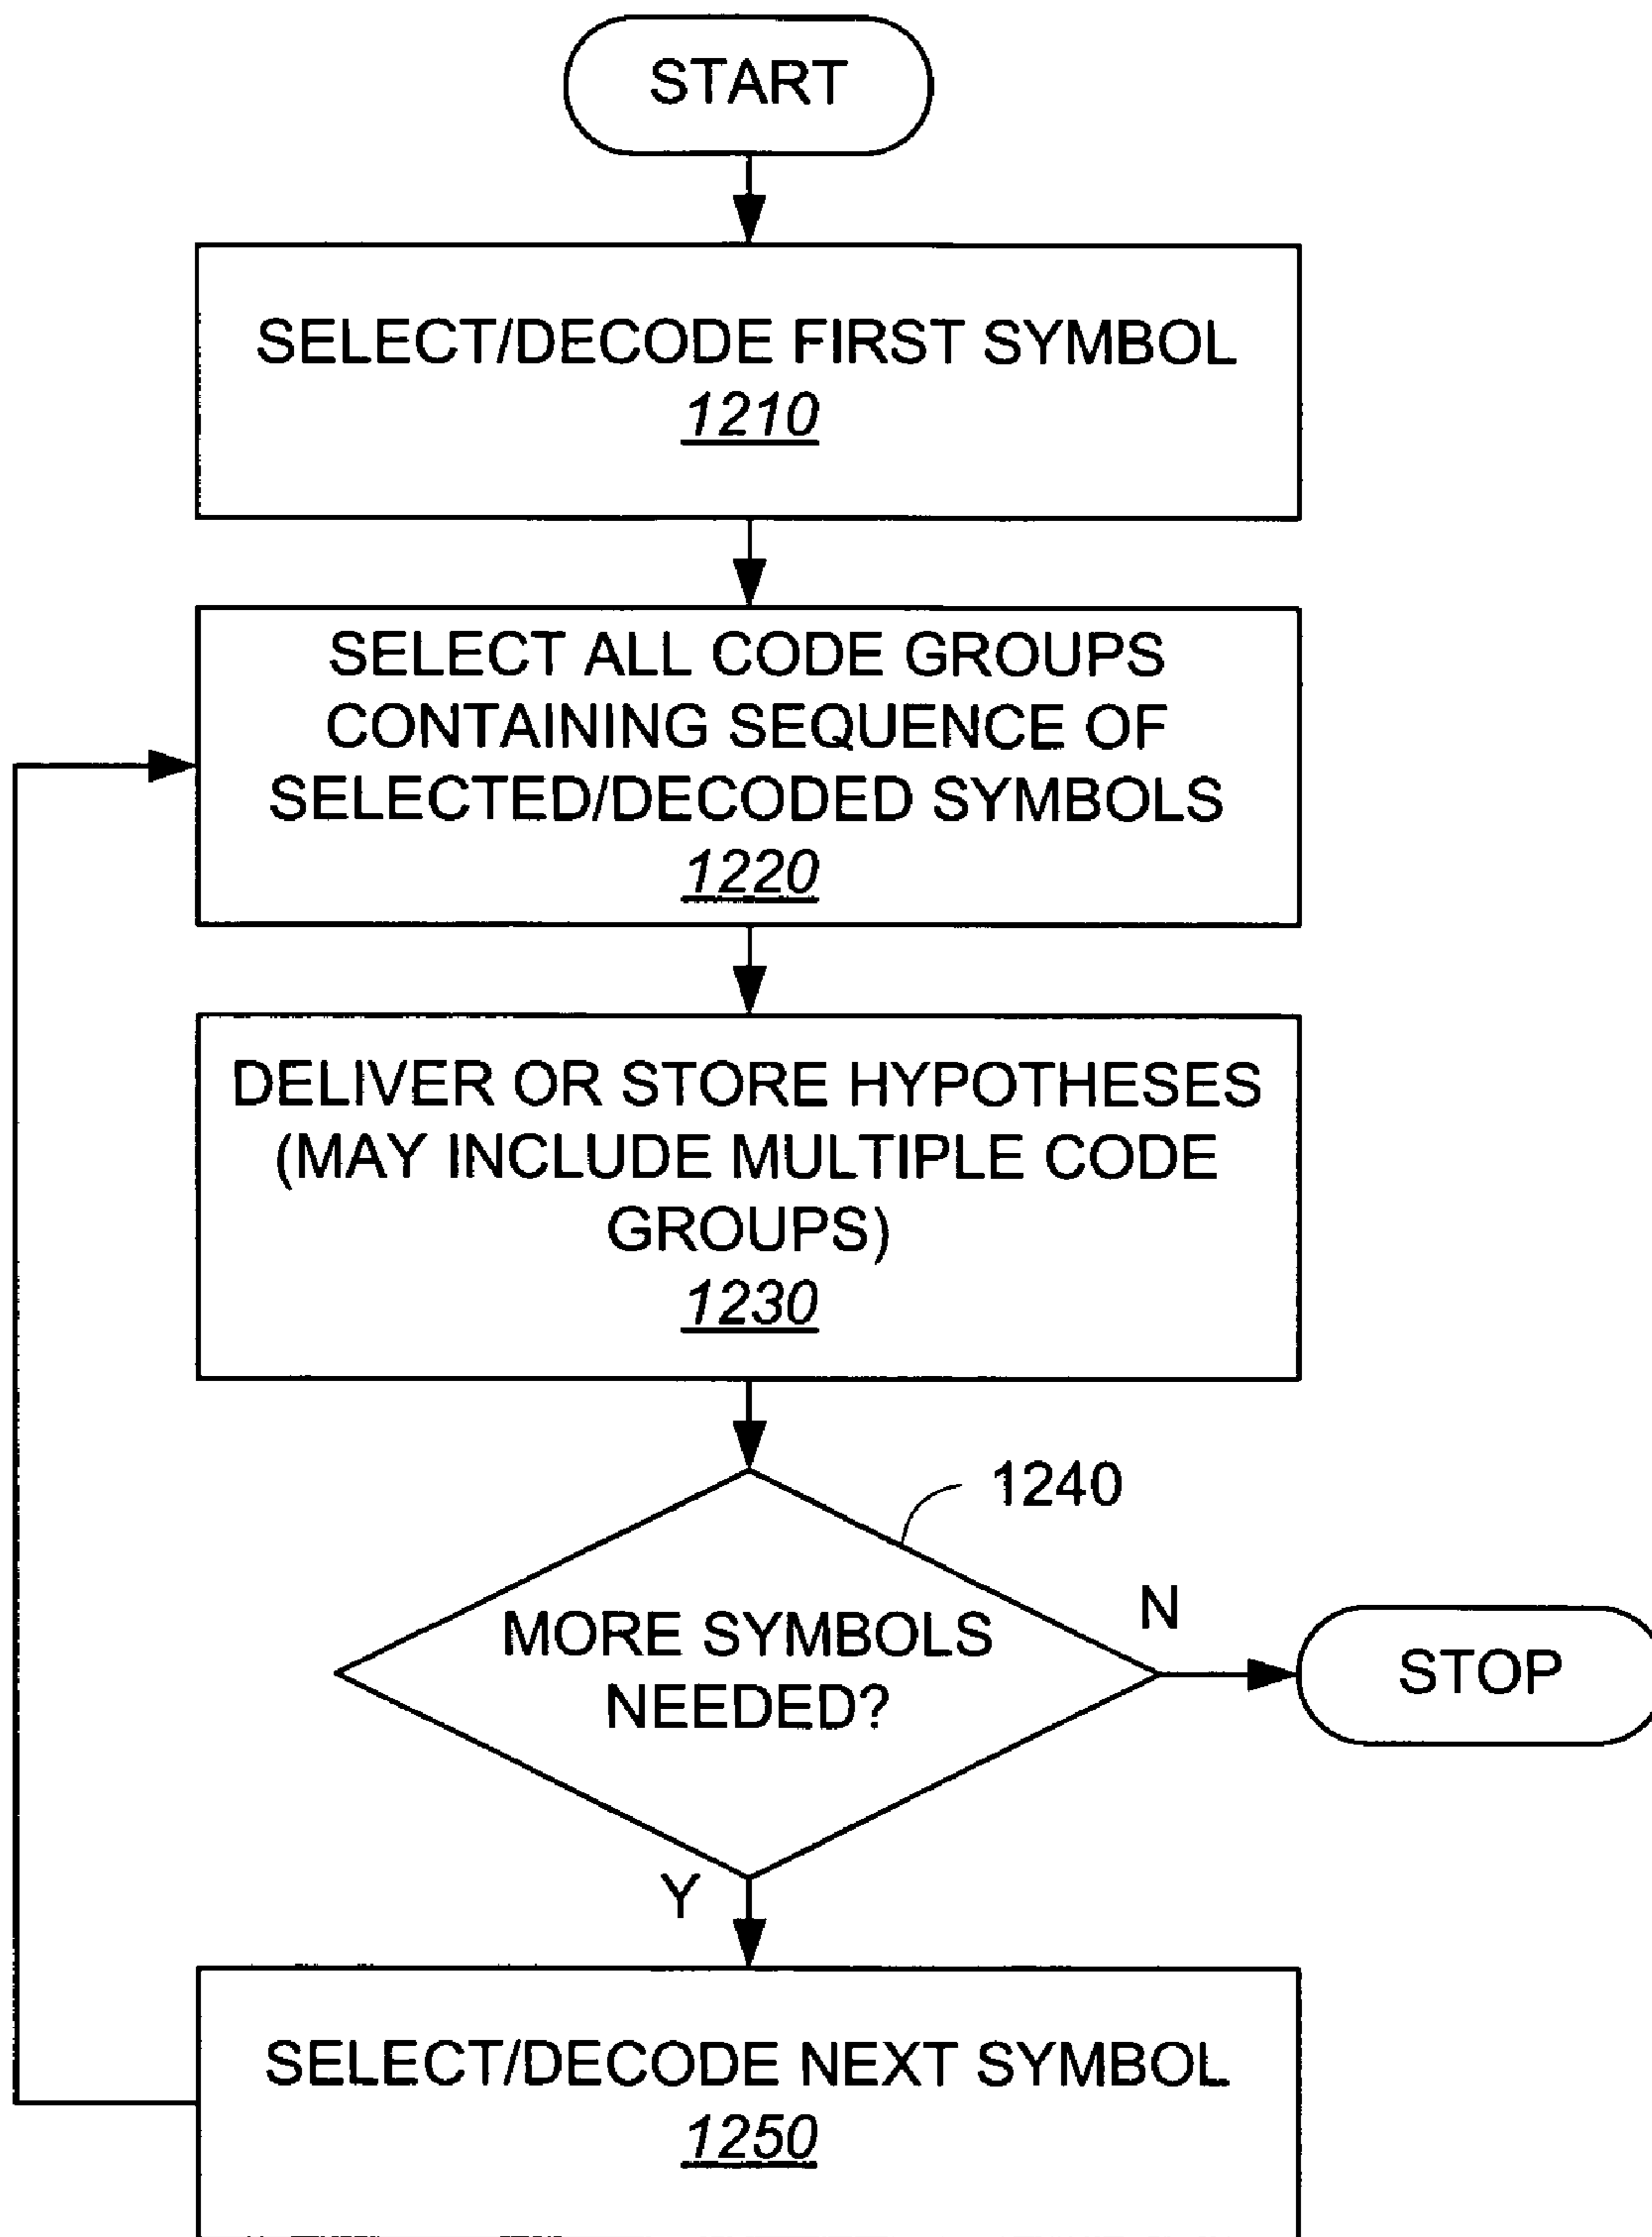 START
SELECT/DECODE FIRST SYMBOL
1210
SELECT ALL CODE GROUPS
CONTAINING SEQUENCE OF
SELECTED/DECODED SYMBOLS
1220
DELIVER OR STORE HYPOTHESES
(MAY INCLUDE MULTIPLE CODE
GROUPS)
1230
1240
MORE SYMBOLS
NEEDED?
N
STOP
Y
SELECT/DECODE NEXT SYMBOL
1250